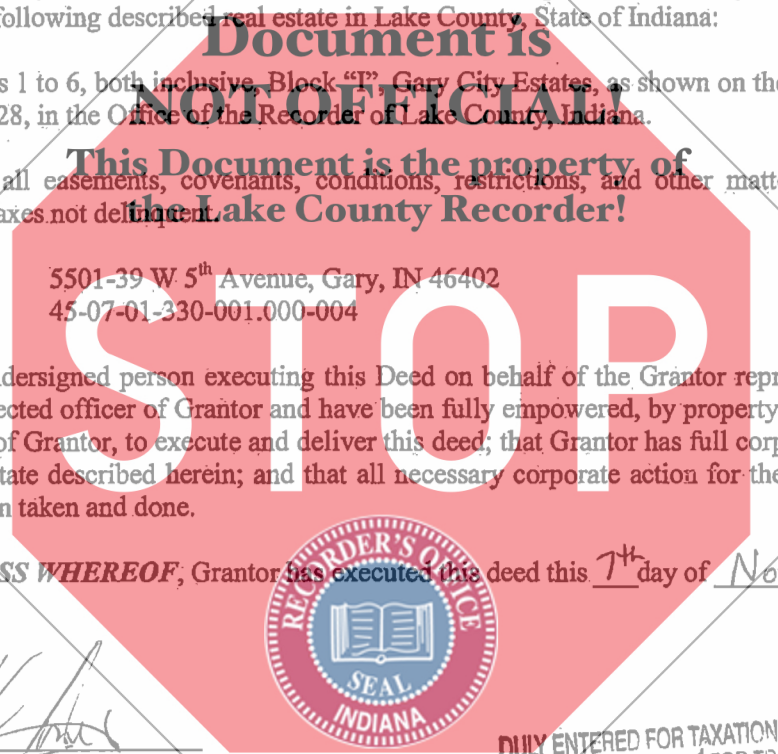 following described real estate in Lake County, State of Indiana:
Document is
s 1 to 6, both inclusive, Block "I", Gary City Estates, as shown on the
NOT OFFICIAL!
28, in the Office of the Recorder of Lake County, Indiana.
This Document is the property of
all easements, covenants, conditions, restrictions, and other matt
the Lake County Recorder!
axes not delinquent.
5501-39 W 5th Avenue, Gary, IN 46402
45-07-01-330-001.000-004
STOP
dersigned person executing this Deed on behalf of the Grantor repr
ected officer of Grantor and have been fully empowered, by property
of Grantor, to execute and deliver this deed; that Grantor has full corp
tate described herein; and that all necessary corporate action for the
n taken and done.
SS WHEREOF, Grantor has executed this deed this 7th day of No
RECORDER'S OFFICE
SEAL
INDIANA
DULY ENTERED FOR TAXATION